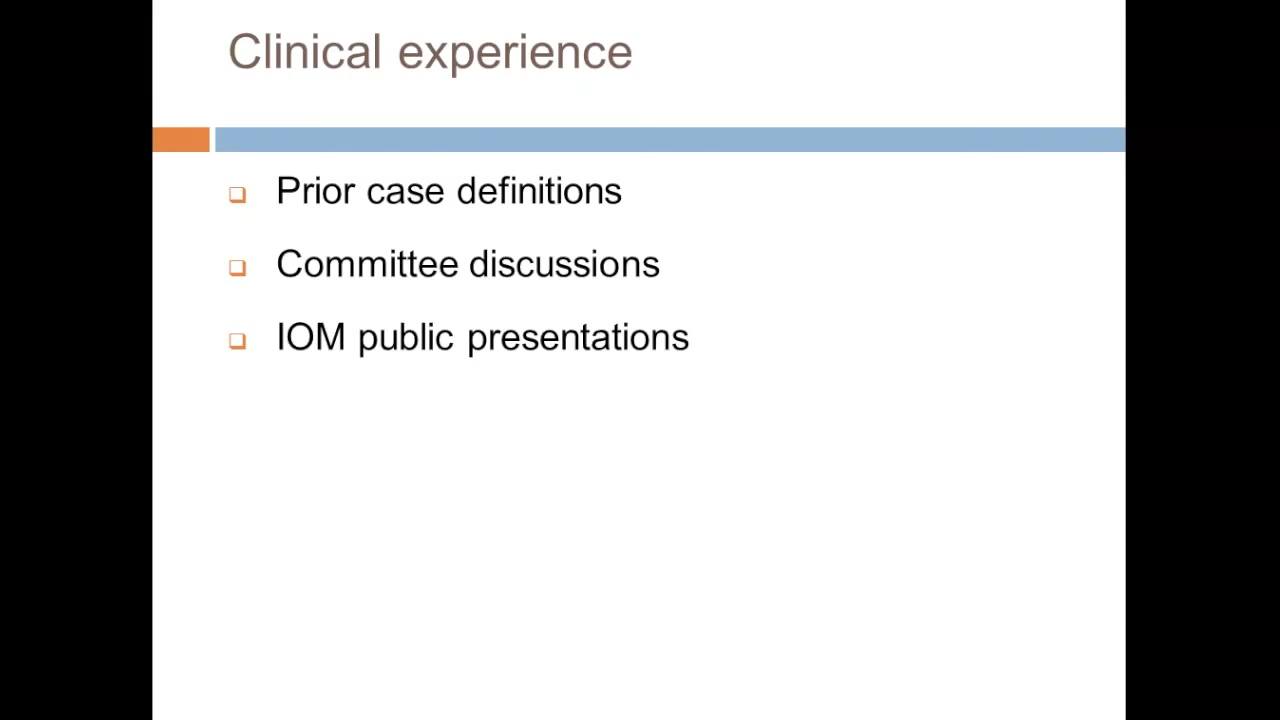 Clinical experience
Prior case definitions
Committee discussions
IOM public presentations